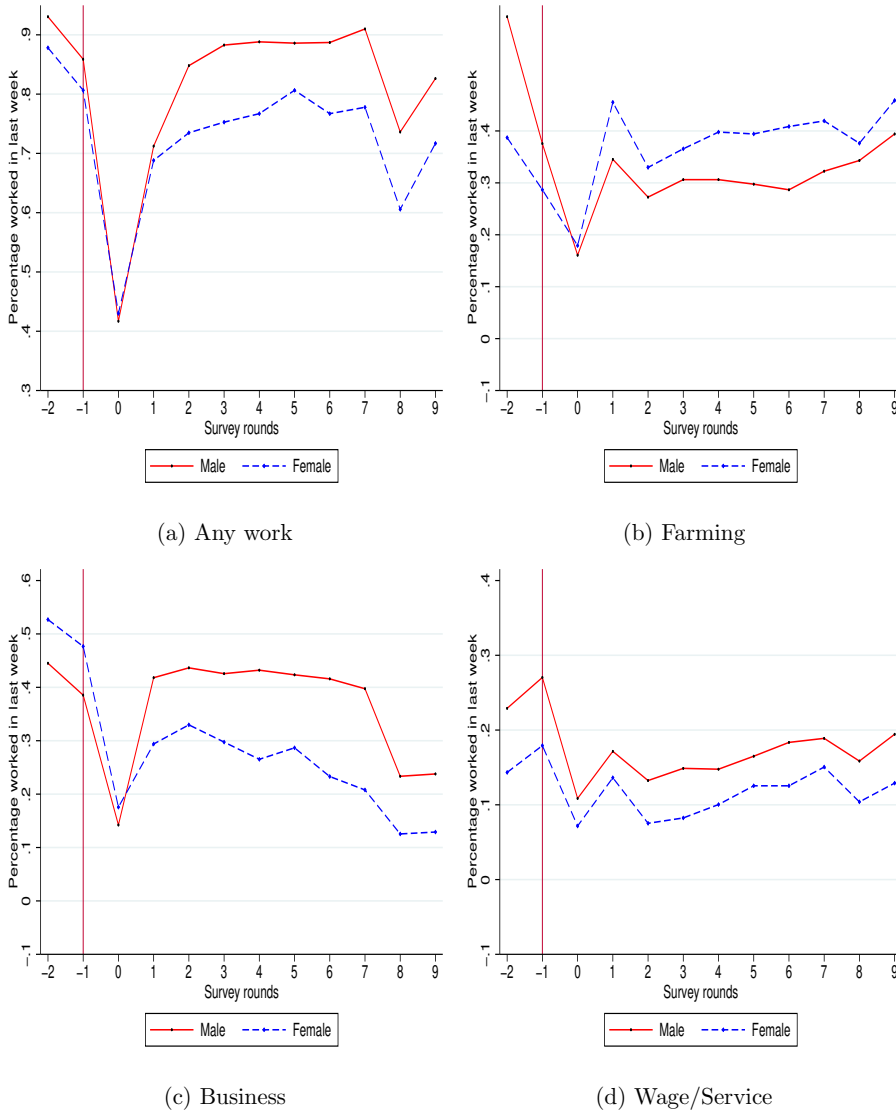 Percentage worked in last week
.3 .4 .5 .6 .7 .8 .9
−2 −1 0 1 2 3 4 5 6 7 8 9
Survey rounds
Male Female
(a) Any work
Percentage worked in last week
−.1 0 .1 .2 .3 .4
−2 −1 0 1 2 3 4 5 6 7 8 9
Survey rounds
Male Female
(b) Farming
Percentage worked in last week
−.1 0 .1 .2 .3 .4 .5 .6
−2 −1 0 1 2 3 4 5 6 7 8 9
Survey rounds
Male Female
(c) Business
Percentage worked in last week
−.1 0 .1 .2 .3 .4
−2 −1 0 1 2 3 4 5 6 7 8 9
Survey rounds
Male Female
(d) Wage/Service